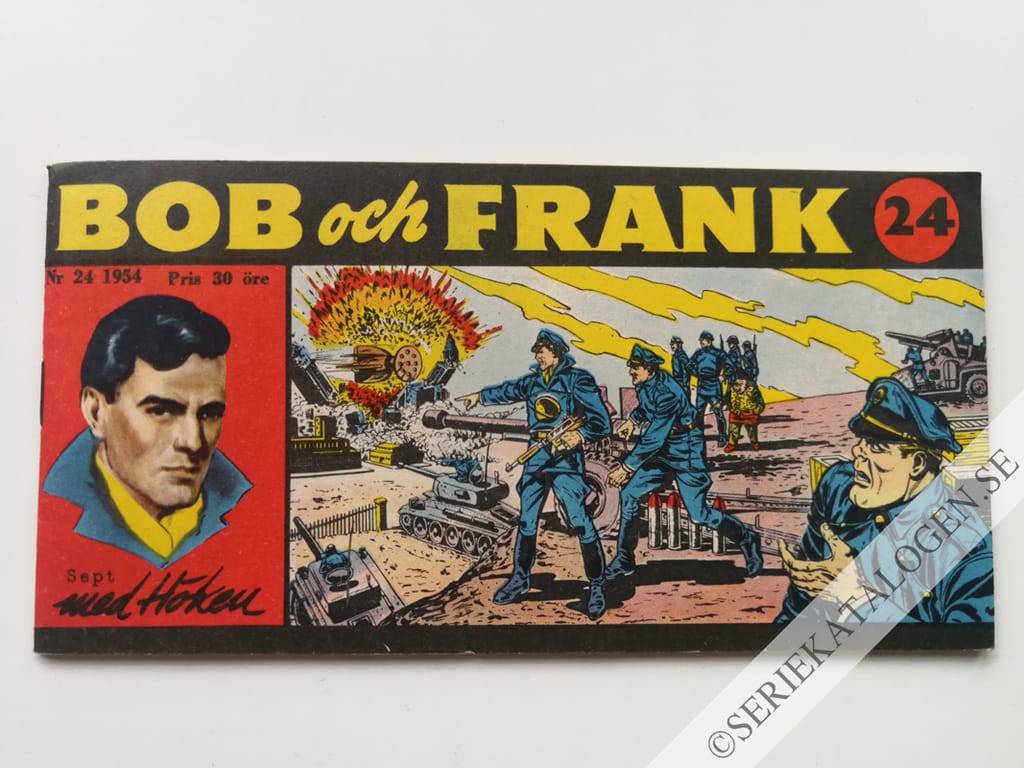 BOB och FRANK 24
Nr 24 1954 Pris 30 öre
Sept
med Höken
©SERIEKATALOGEN.SE